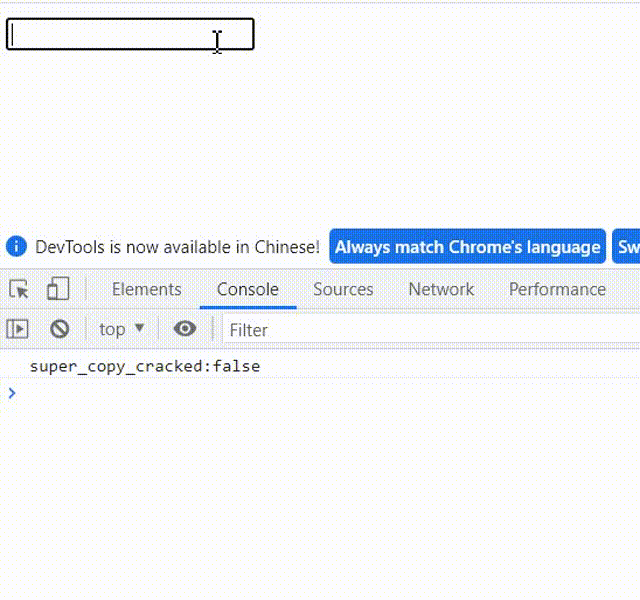 DevTools is now available in Chinese! Always match Chrome's language Sw
Elements Console Sources Network Performance
top ▼ Filter
super_copy_cracked:false